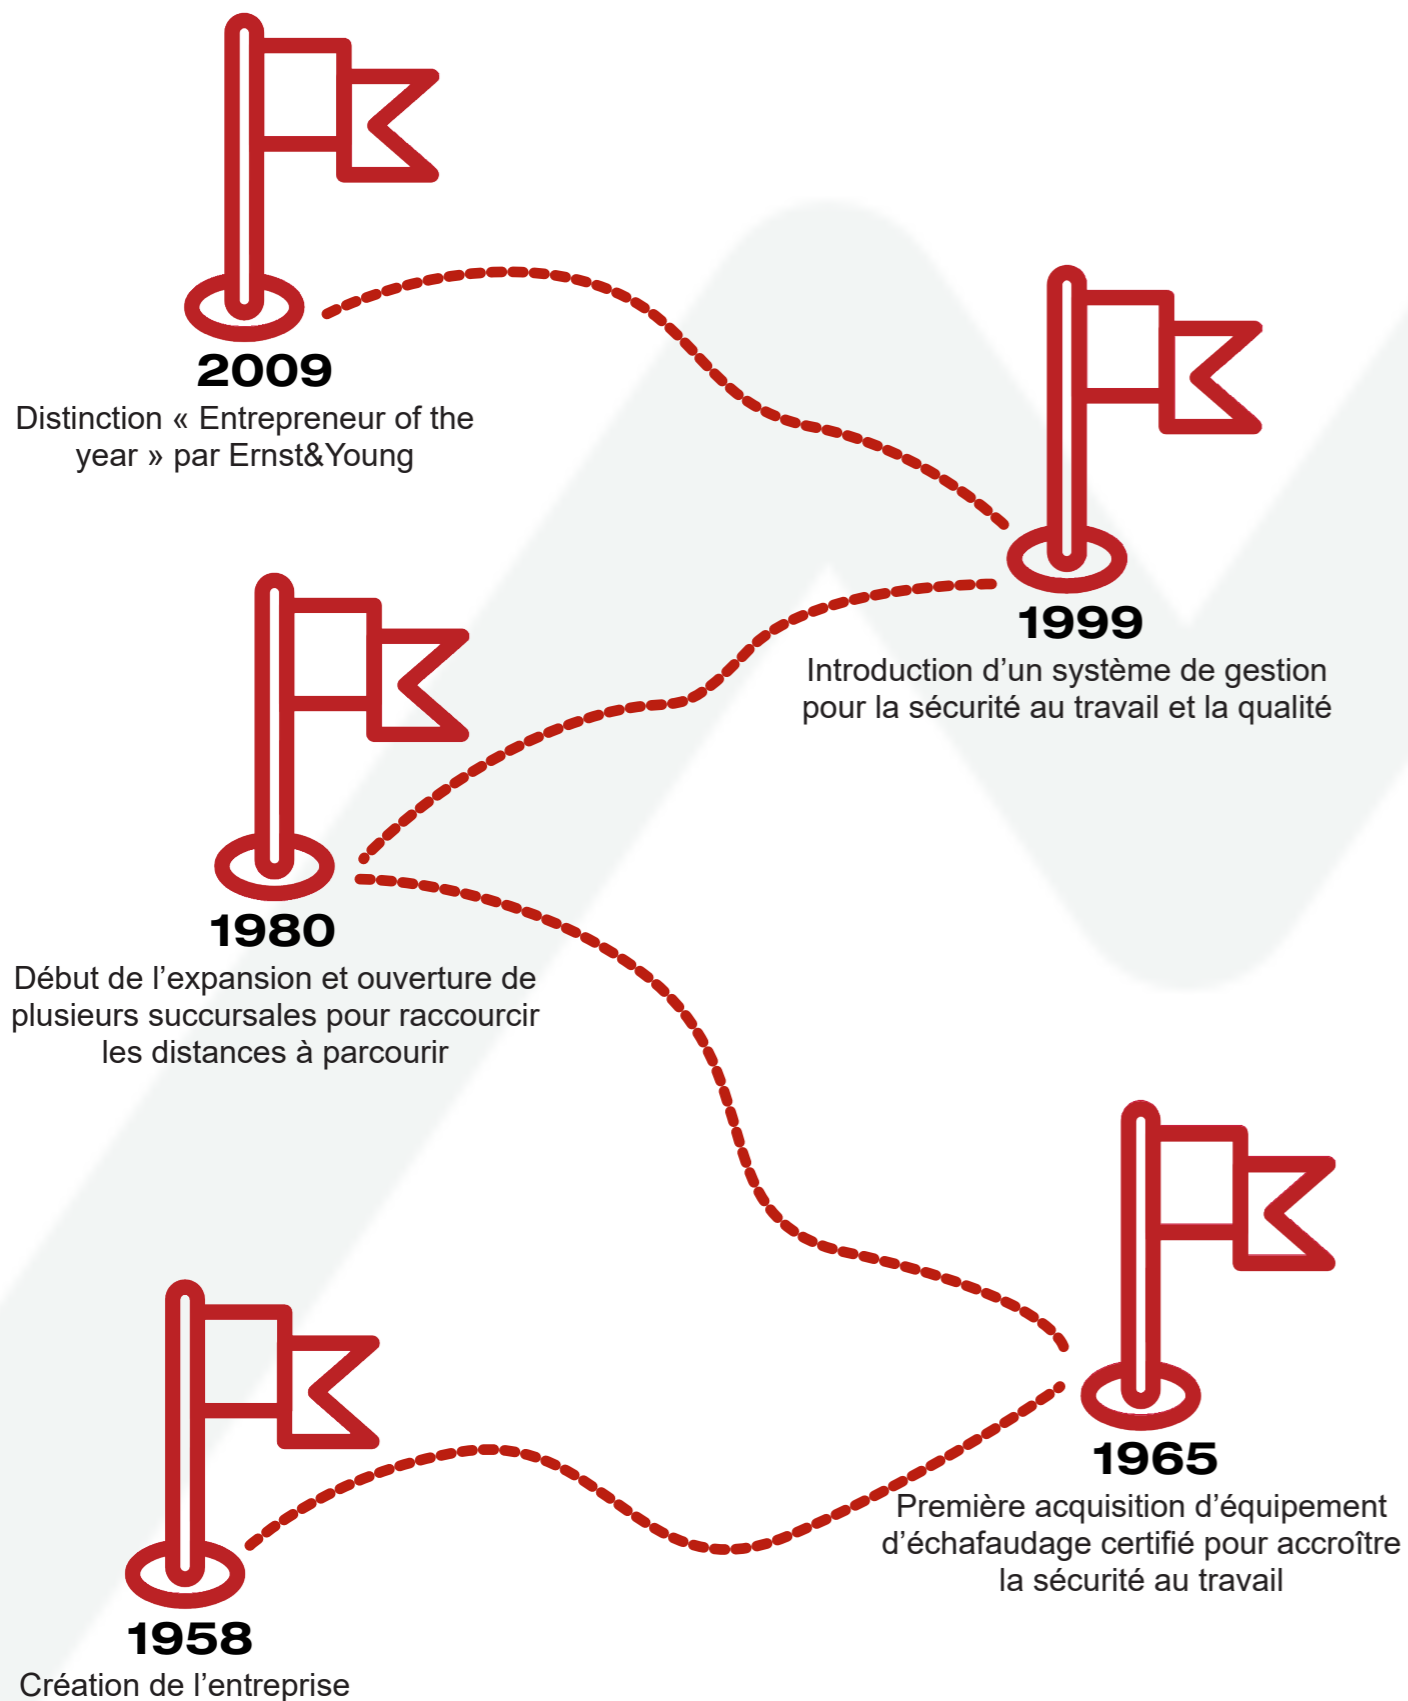 2009
Distinction « Entrepreneur of the
year » par Ernst&Young
1999
Introduction d’un système de gestion
pour la sécurité au travail et la qualité
1980
Début de l’expansion et ouverture de
plusieurs succursales pour raccourcir
les distances à parcourir
1965
Première acquisition d’équipement
d’échafaudage certifié pour accroître
la sécurité au travail
1958
Création de l’entreprise